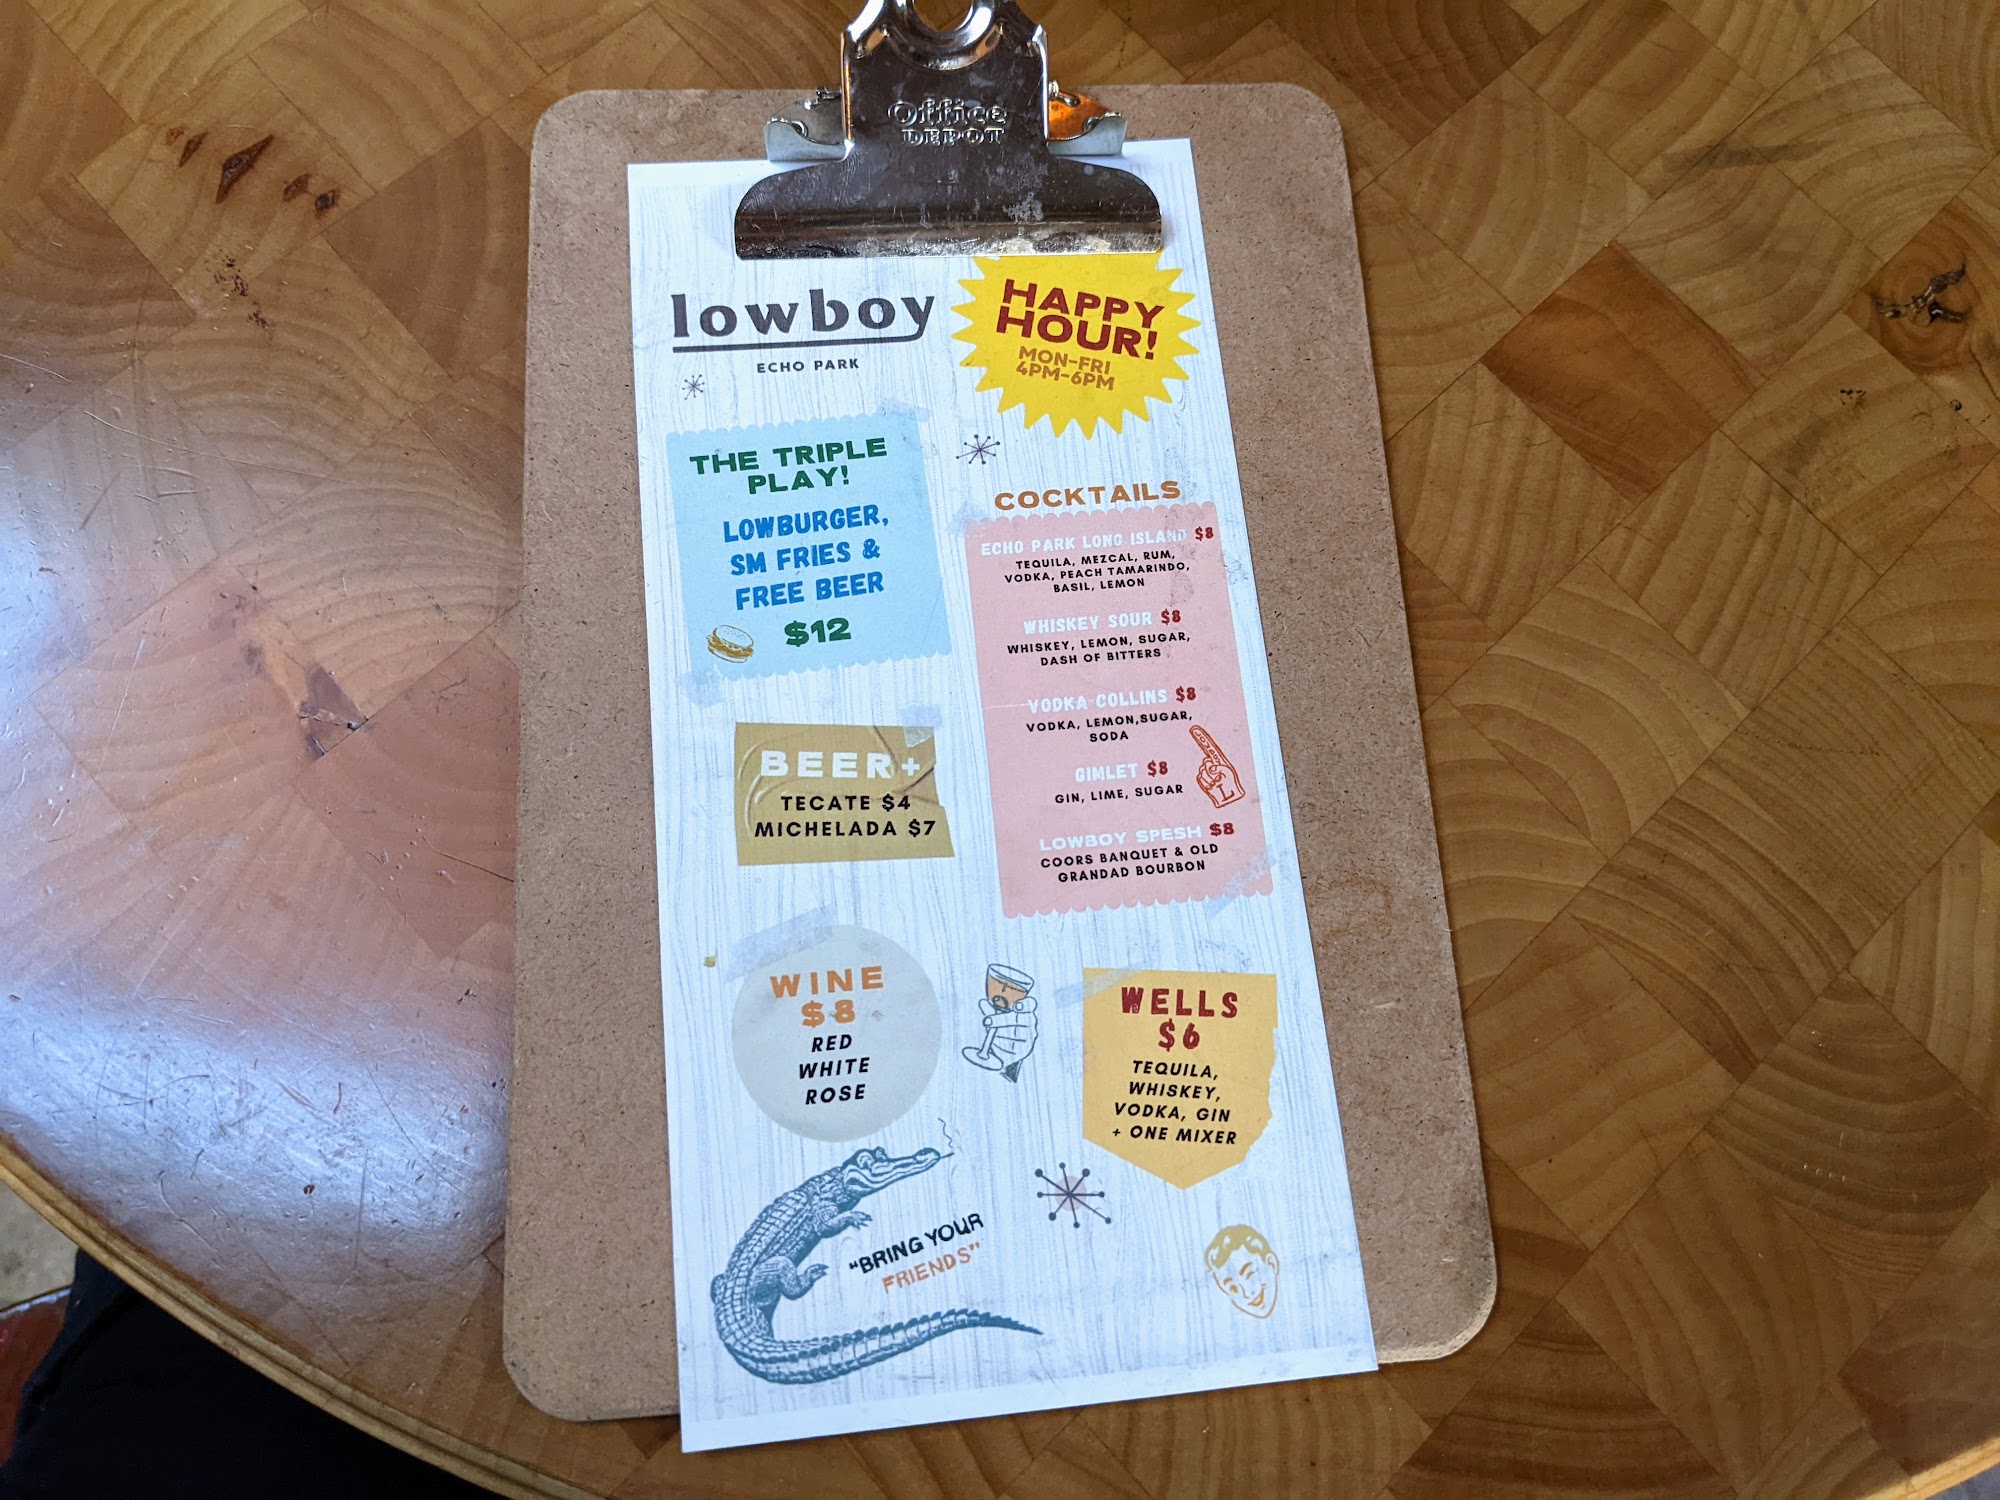 Office
DEPOT
lowboy
ECHO PARK
HAPPY
HOUR!
MON-FRI
4PM-6PM
THE TRIPLE
PLAY!
LOWBURGER,
SM FRIES &
FREE BEER
$12
BEER+
TECATE $4
MICHELADA $7
COCKTAILS
ECHO PARK LONG ISLAND $8
TEQUILA, MEZCAL, RUM,
VODKA, PEACH TAMARINDO,
BASIL, LEMON
WHISKEY SOUR $8
WHISKEY, LEMON, SUGAR,
DASH OF BITTERS
VODKA COLLINS $8
VODKA, LEMON,SUGAR,
SODA
GIMLET $8
GIN, LIME, SUGAR
L
LOWBOY SPESH $8
COORS BANQUET & OLD
GRANDAD BOURBON
WINE
$8
RED
WHITE
ROSE
WELLS
$6
TEQUILA,
WHISKEY,
VODKA, GIN
+ ONE MIXER
"BRING YOUR
FRIENDS"